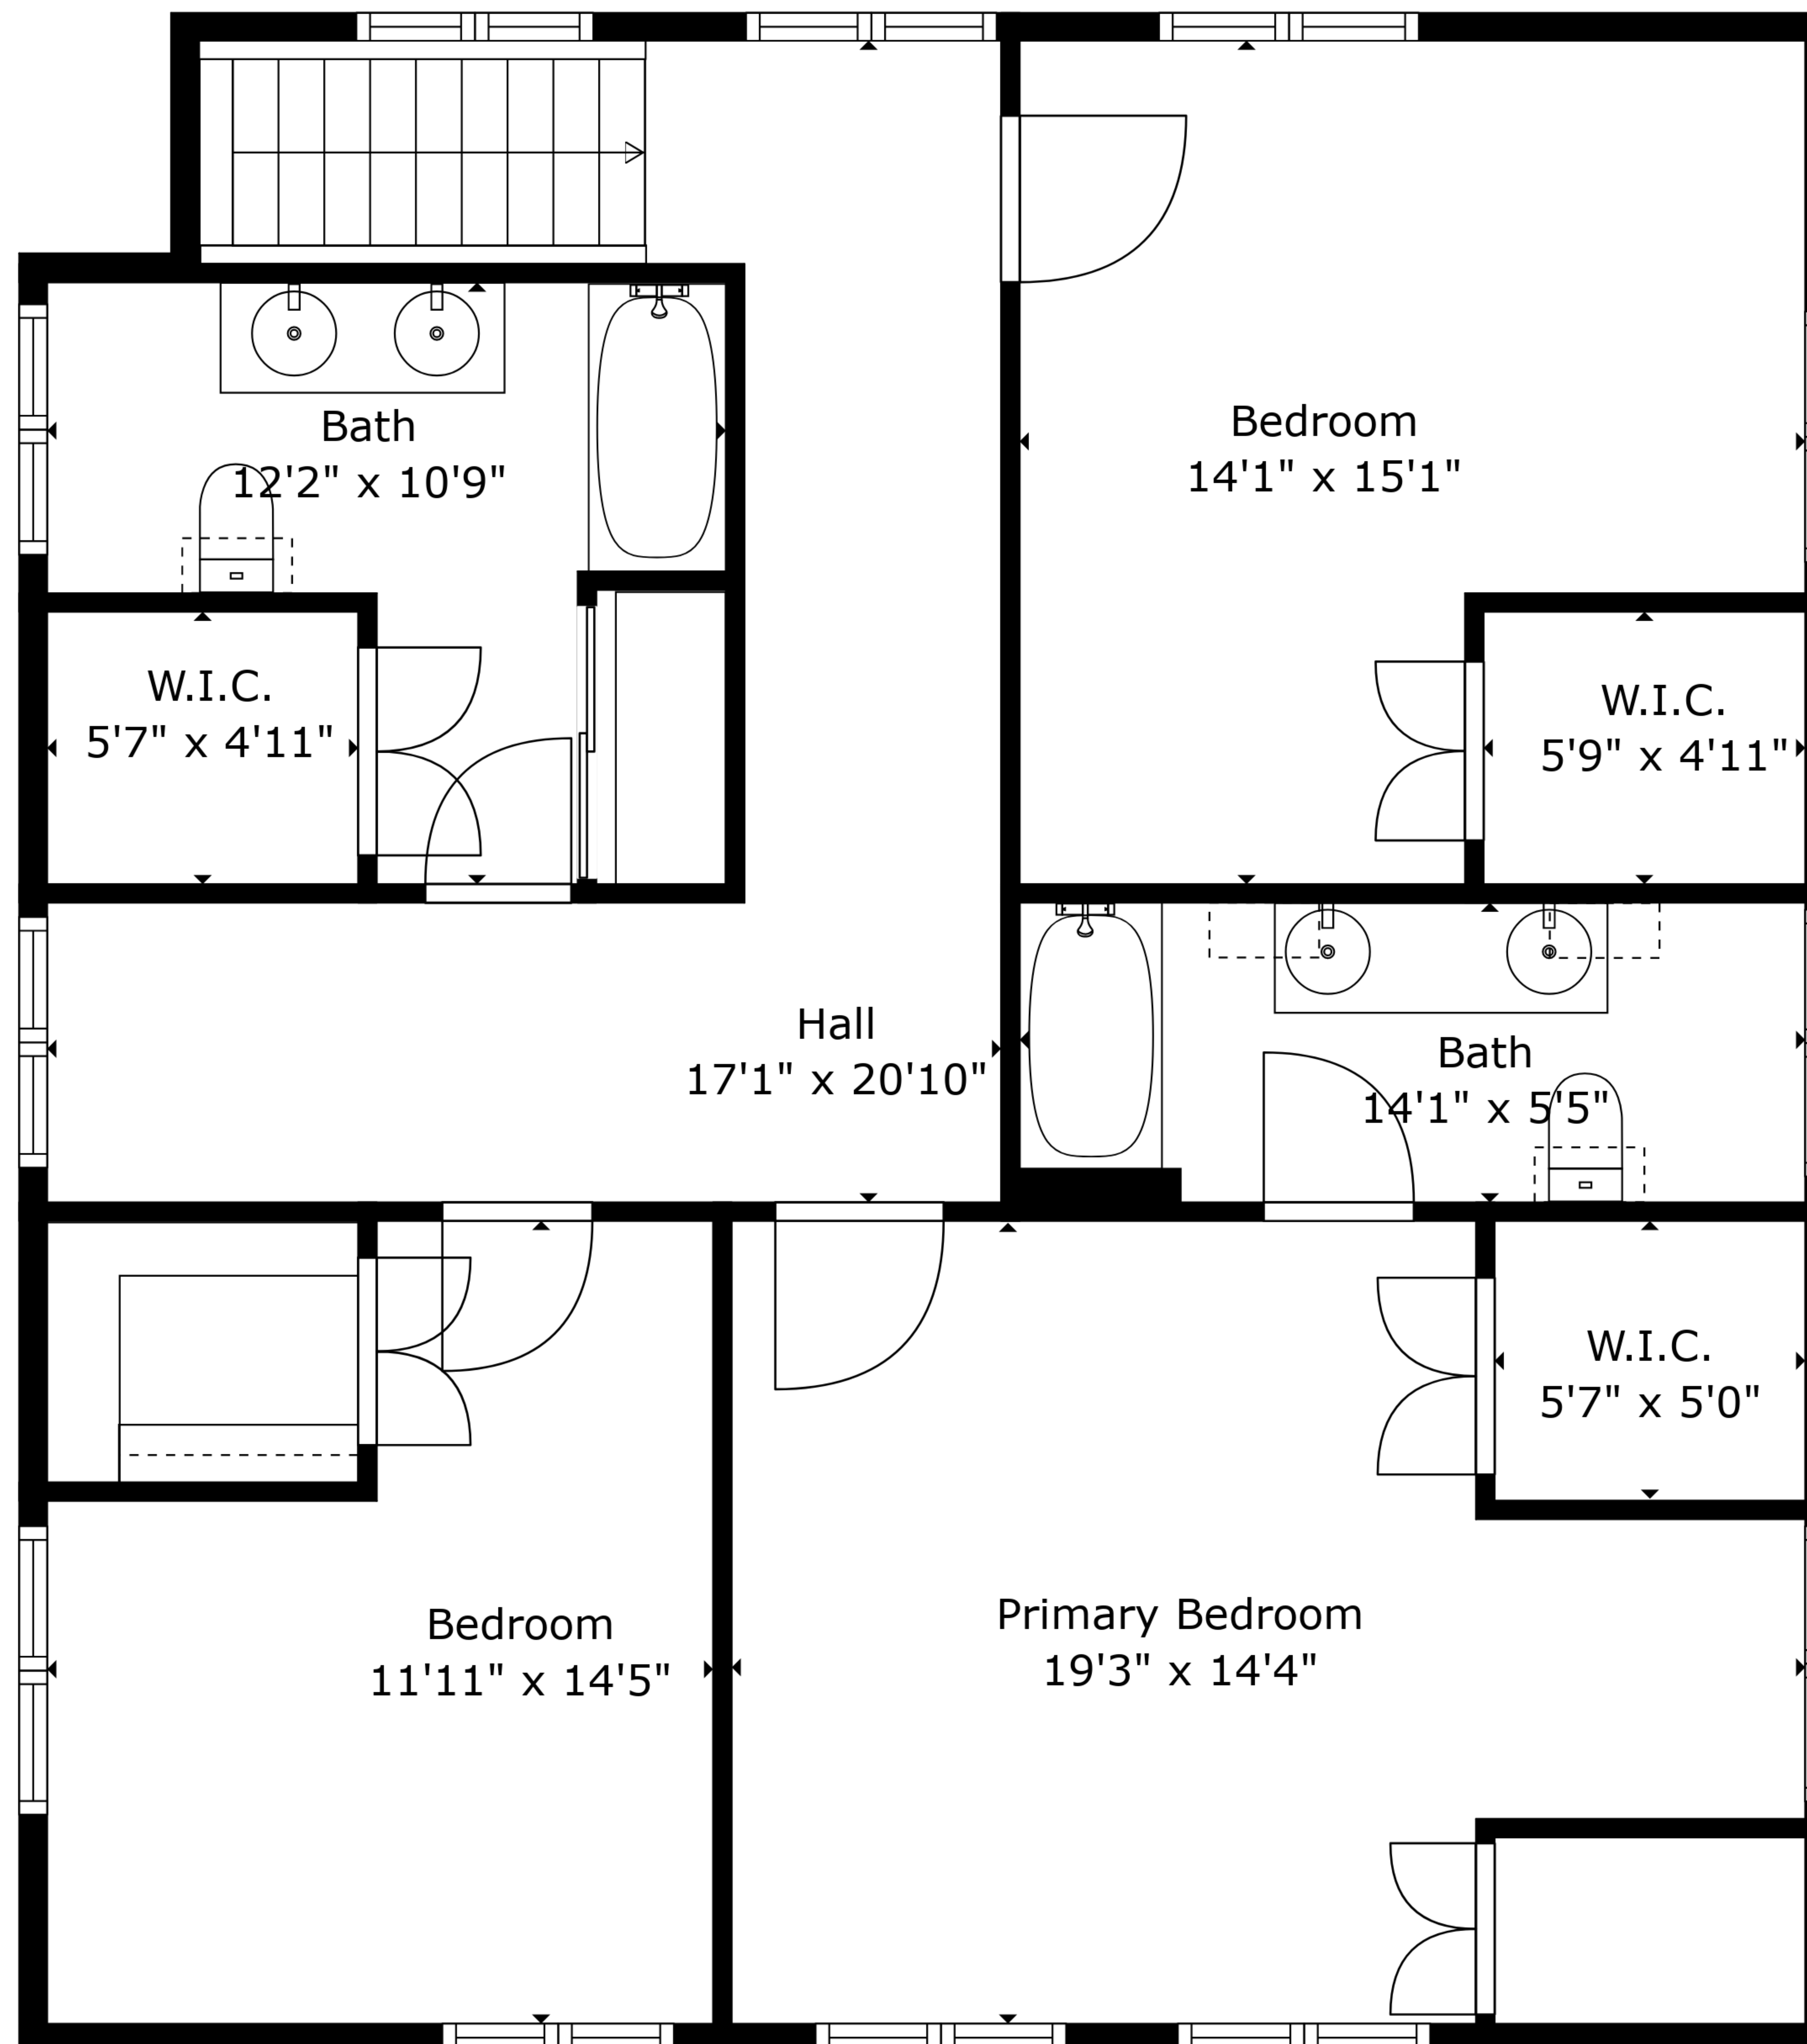 Bath
12'2" x 10'9"
Bedroom
14'1" x 15'1"
W.I.C.
5'7" x 4'11"
W.I.C.
5'9" x 4'11"
Hall
17'1" x 20'10"
Bath
14'1" x 5'5"
W.I.C.
5'7" x 5'0"
Bedroom
11'11" x 14'5"
Primary Bedroom
19'3" x 14'4"